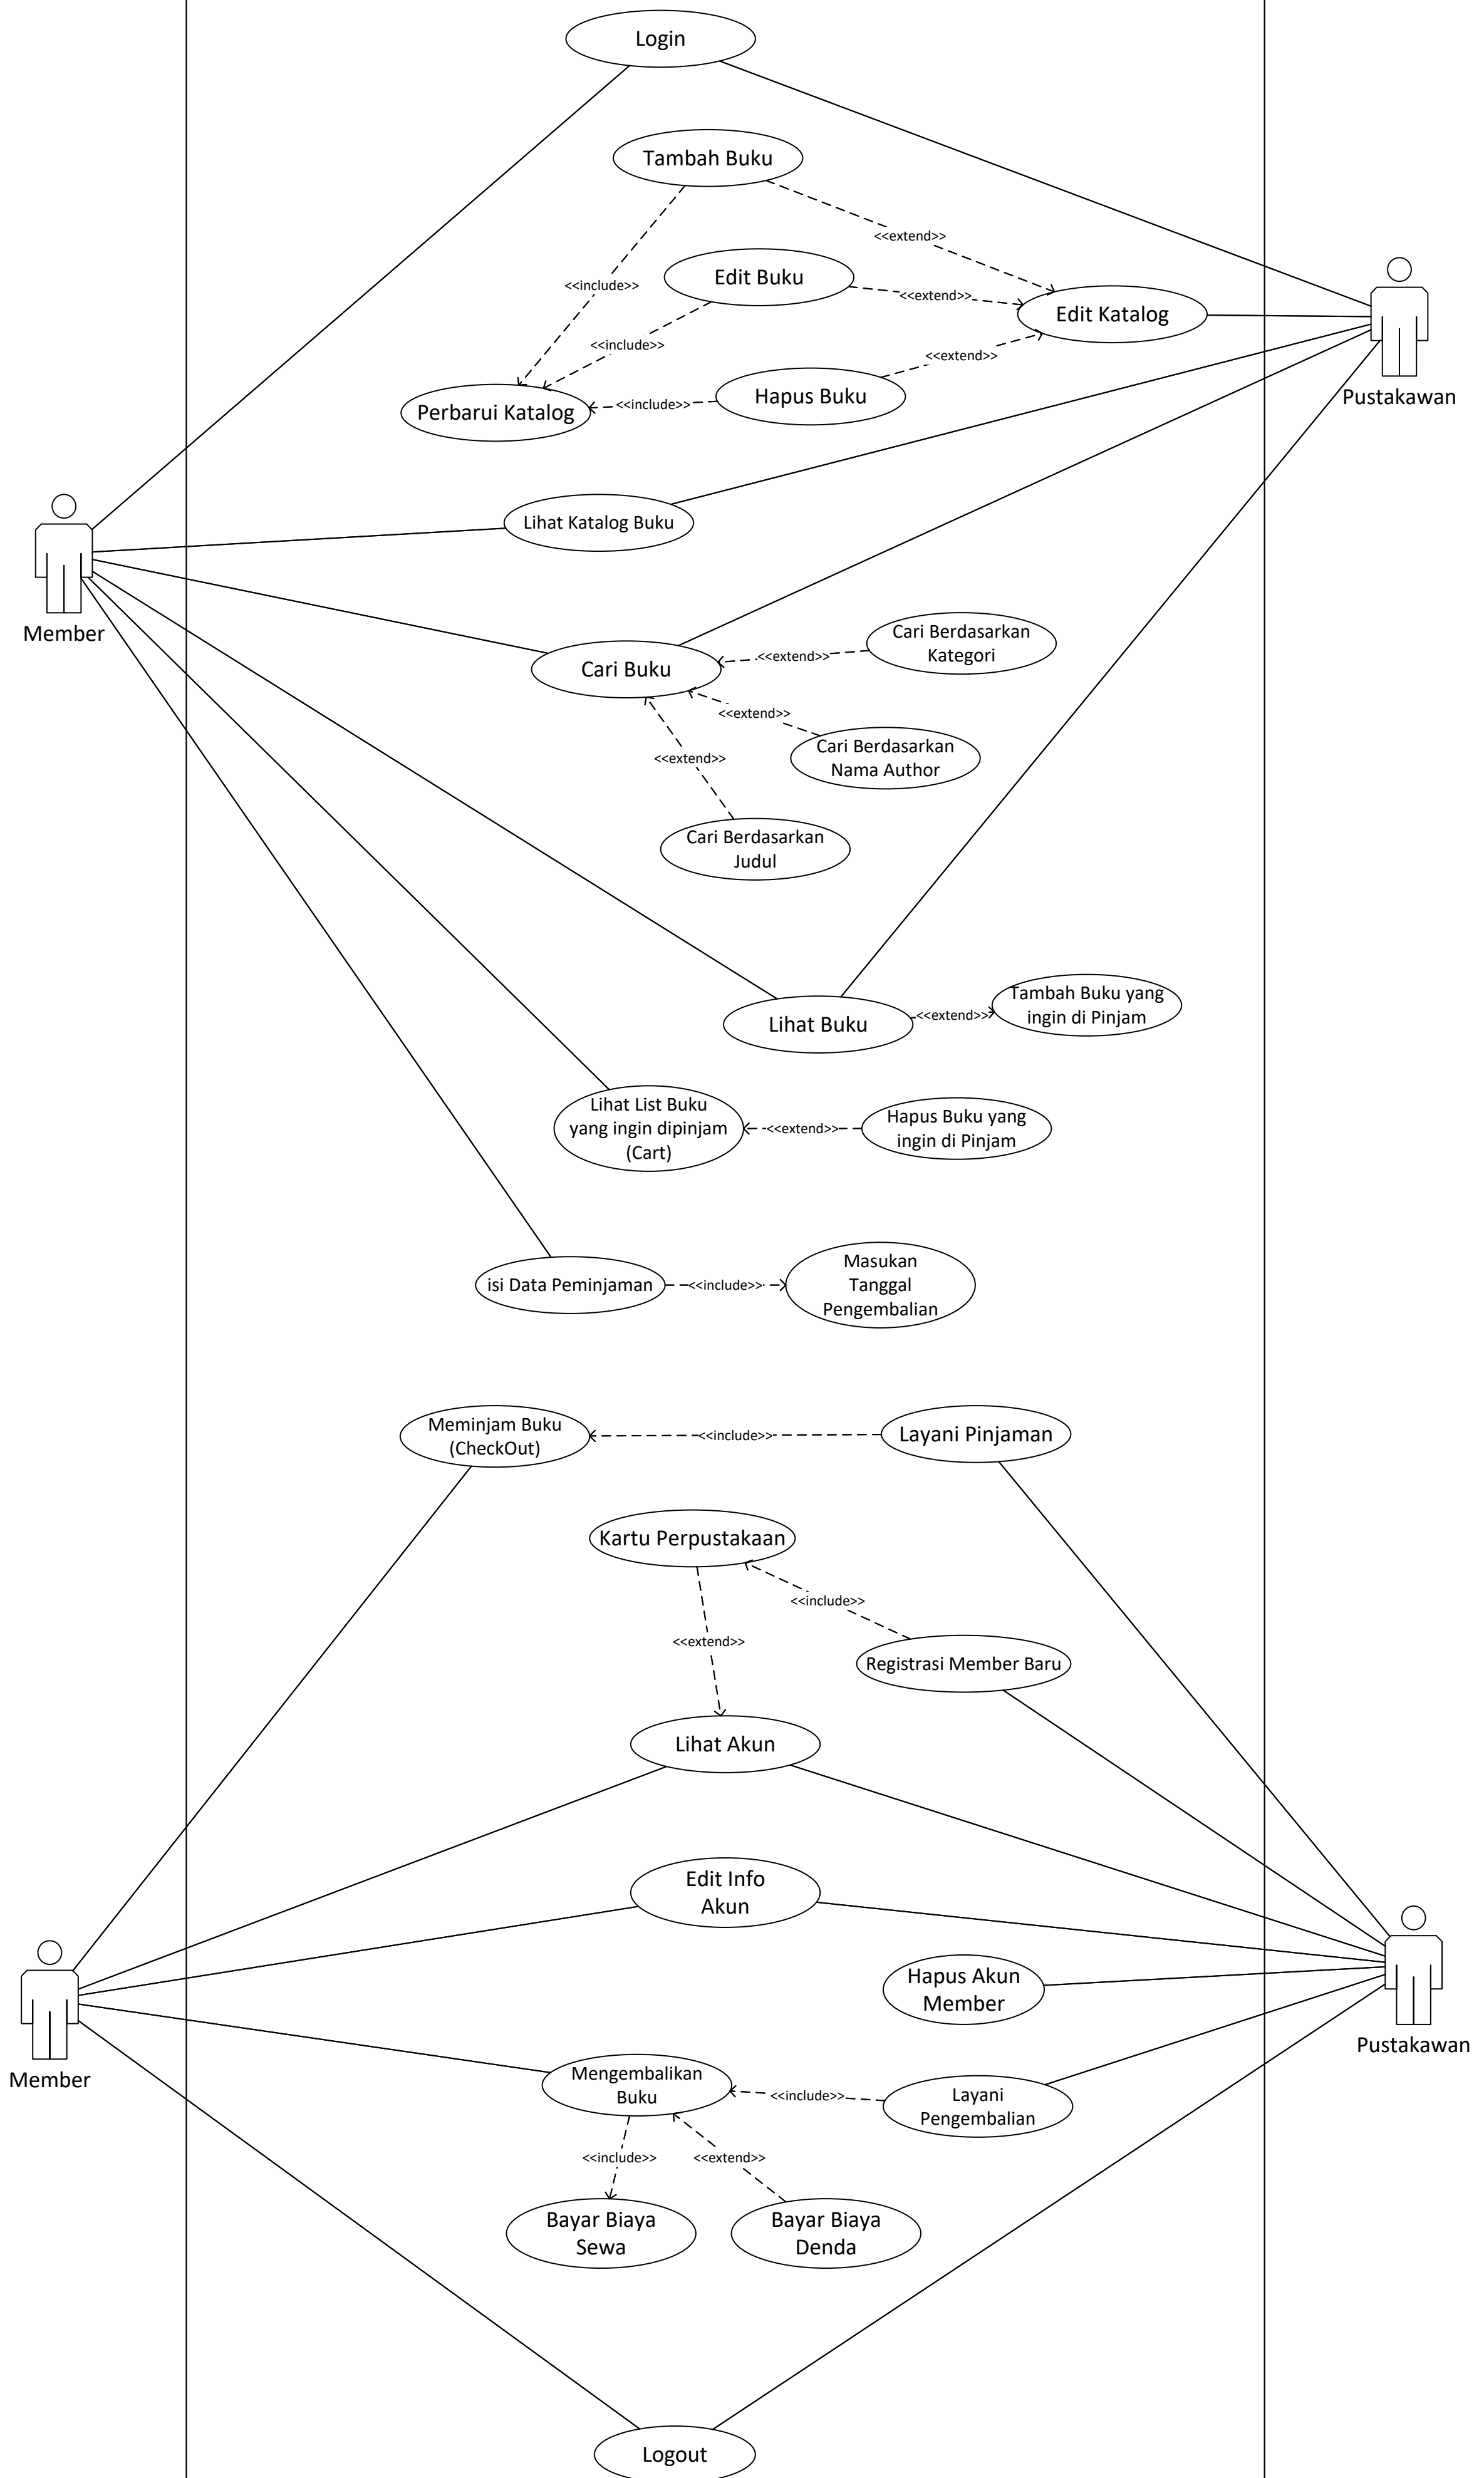 Login
Tambah Buku
<<extend>>
Edit Buku
<<include>>
<<extend>>
Edit Katalog
<<include>>
<<extend>>
Hapus Buku
Pustakawan
<<include>>
Perbarui Katalog
Lihat Katalog Buku
Member
Cari Berdasarkan
Kategori
<<extend>>
Cari Buku
<<extend>>
Cari Berdasarkan
Nama Author
<<extend>>
Cari Berdasarkan
Judul
Tambah Buku yang
ingin di Pinjam
<<extend>>
Lihat Buku
Lihat List Buku
yang ingin dipinjam
(Cart)
<<extend>>
Hapus Buku yang
ingin di Pinjam
isi Data Peminjaman
<<include>>
Masukan
Tanggal
Pengembalian
Meminjam Buku
(CheckOut)
<<include>>
Layani Pinjaman
Kartu Perpustakaan
<<include>>
<<extend>>
Registrasi Member Baru
Lihat Akun
Edit Info
Akun
Hapus Akun
Member
Pustakawan
Member
Mengembalikan
Buku
<<include>>
Layani
Pengembalian
<<include>>
<<extend>>
Bayar Biaya
Sewa
Bayar Biaya
Denda
Logout